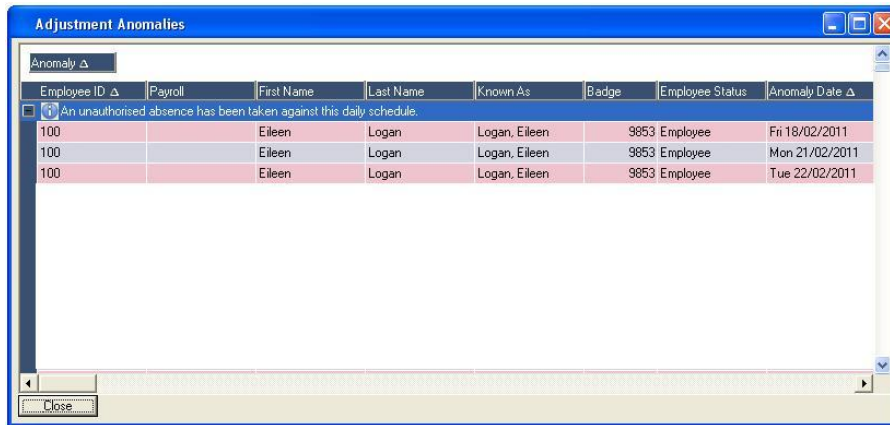 Adjustment Anomalies
Anomaly Δ
Employee ID Δ Payroll First Name Last Name Known As Badge Employee Status Anomaly Date Δ
An unauthorised absence has been taken against this daily schedule.
100 Eileen Logan Logan, Eileen 9853 Employee Fri 18/02/2011
100 Eileen Logan Logan, Eileen 9853 Employee Mon 21/02/2011
100 Eileen Logan Logan, Eileen 9853 Employee Tue 22/02/2011
Close